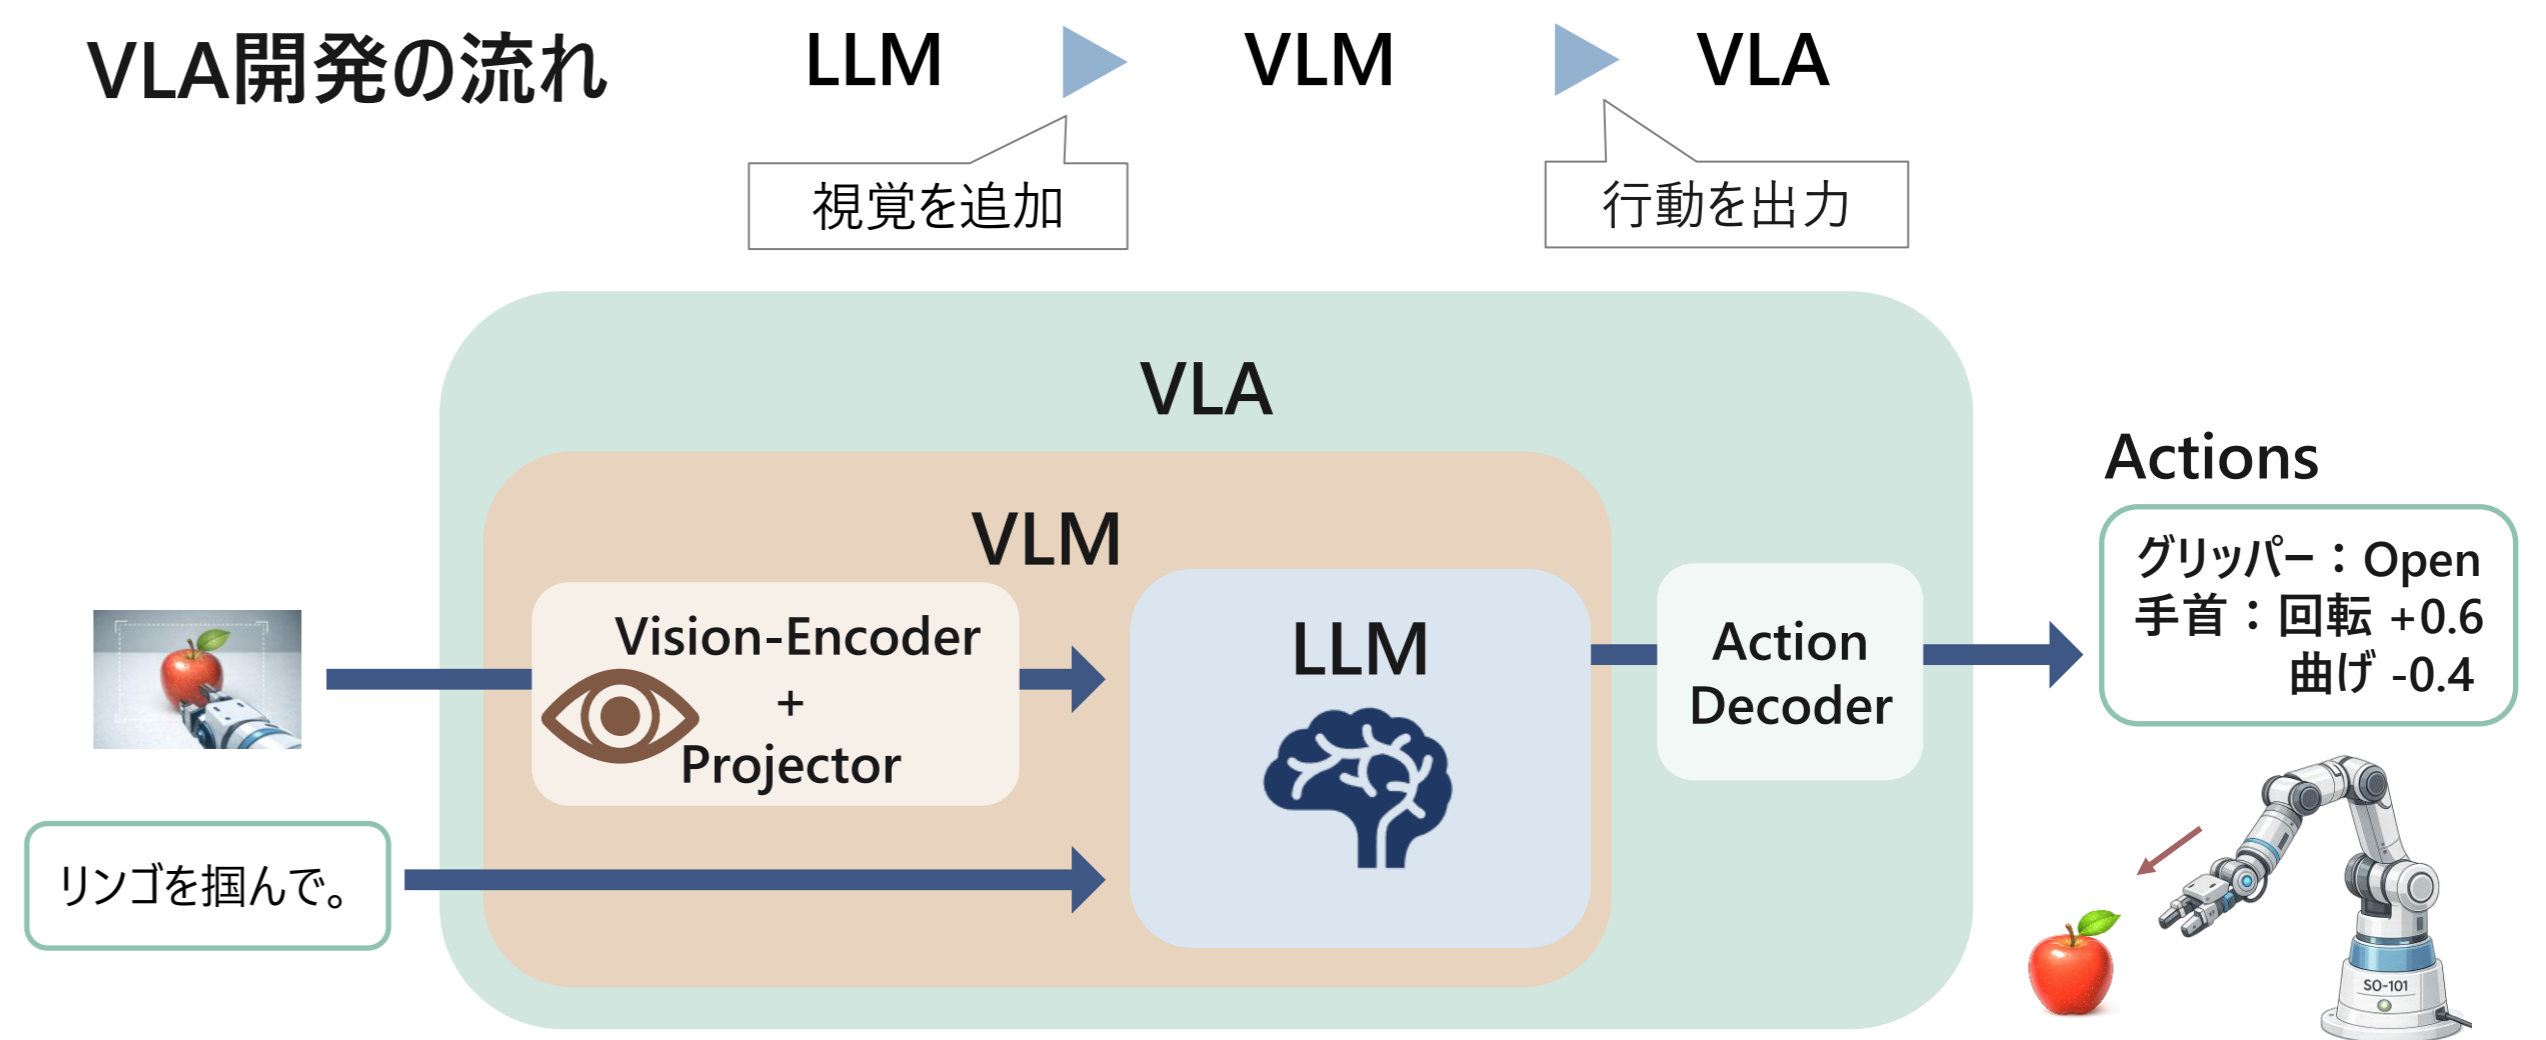 VLA開発の流れ
LLM
VLM
VLA
視覚を追加
行動を出力
VLA
VLM
Vision-Encoder
+
Projector
LLM
Action
Decoder
リンゴを掴んで。
Actions
グリッパー：Open
手首：回転 +0.6
曲げ -0.4
SO-101